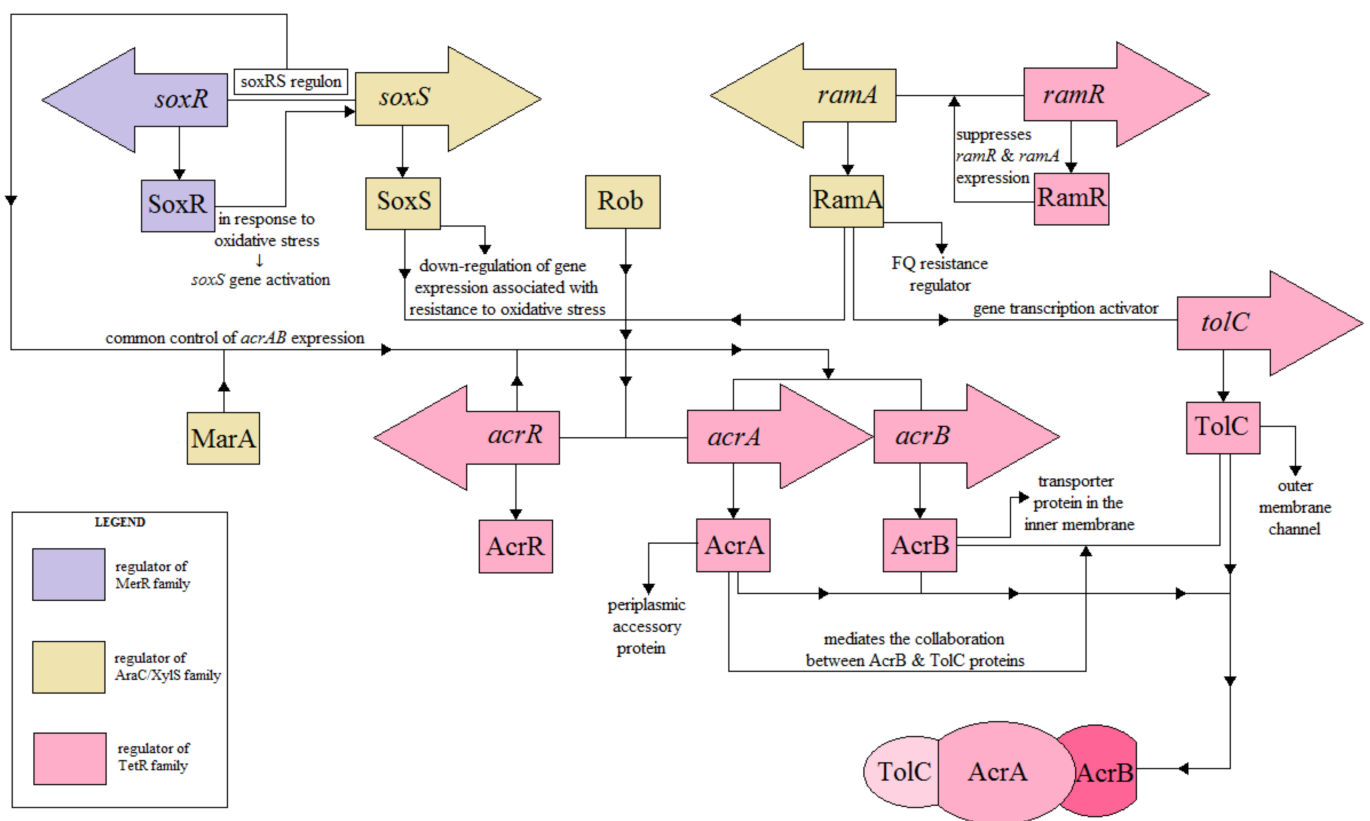 soxRS regulon
soxR
soxS
ramA
ramR
suppresses
ramR & ramA
expression
SoxR
SoxS
Rob
RamA
RamR
in response to
oxidative stress
↓
soxS gene activation
down-regulation of gene
expression associated with
resistance to oxidative stress
FQ resistance
regulator
gene transcription activator
tolC
common control of acrAB expression
MarA
acrR
acrA
acrB
TolC
outer
membrane
channel
transporter
protein in the
inner membrane
AcrR
AcrA
AcrB
periplasmic
accessory
protein
mediates the collaboration
between AcrB & TolC proteins
LEGEND
regulator of
MerR family
regulator of
AraC/XylS family
regulator of
TetR family
TolC
AcrA
AcrB